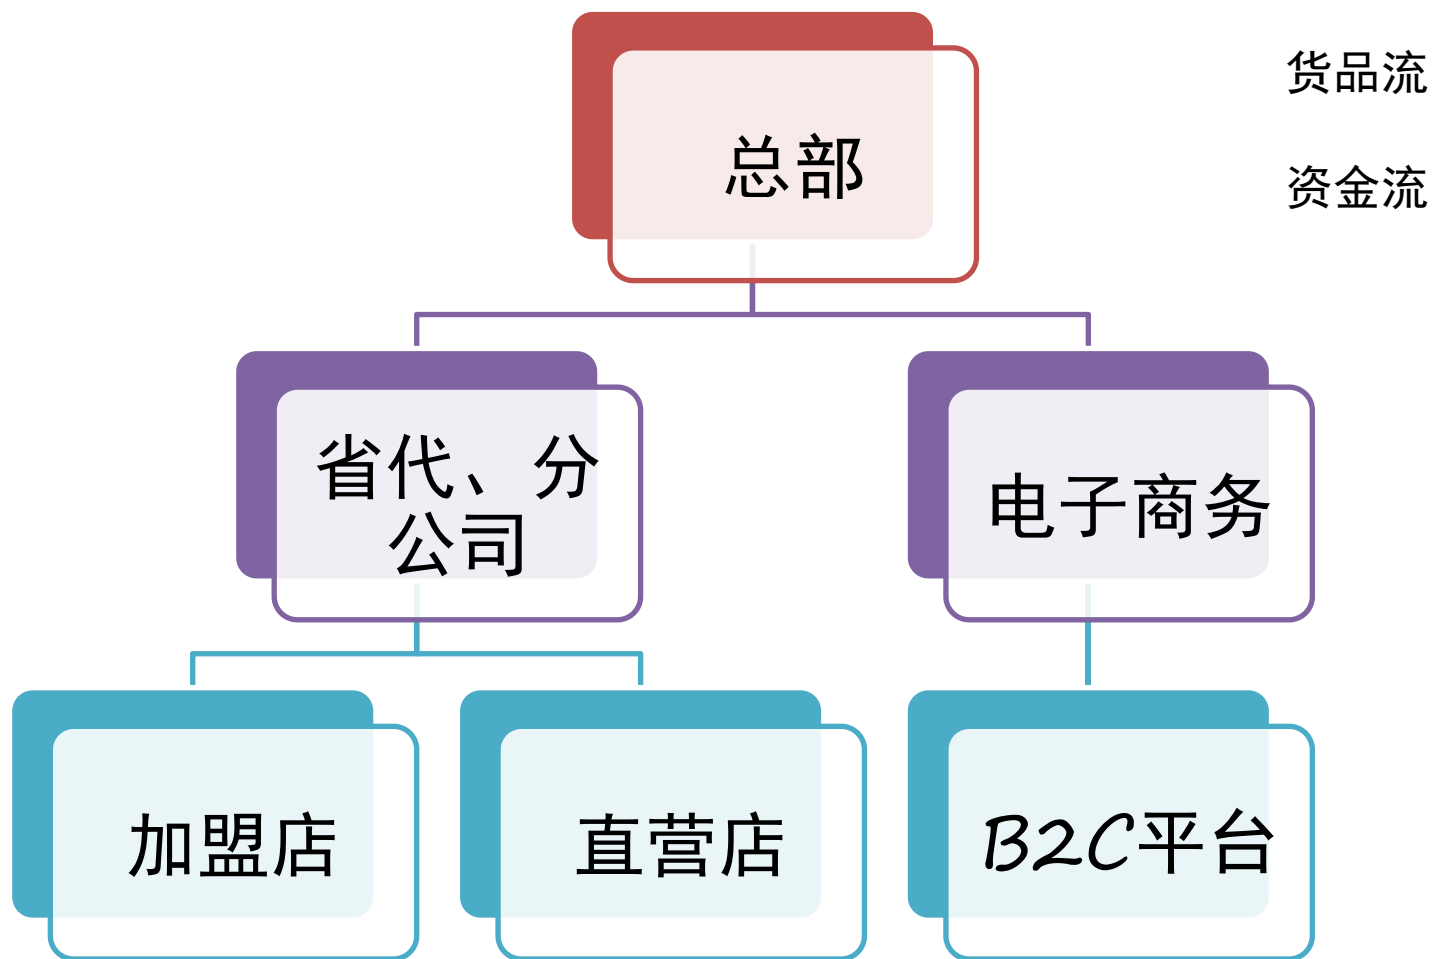 货品流
总部
资金流
省代、分
公司
电子商务
加盟店
直营店
B2C平台